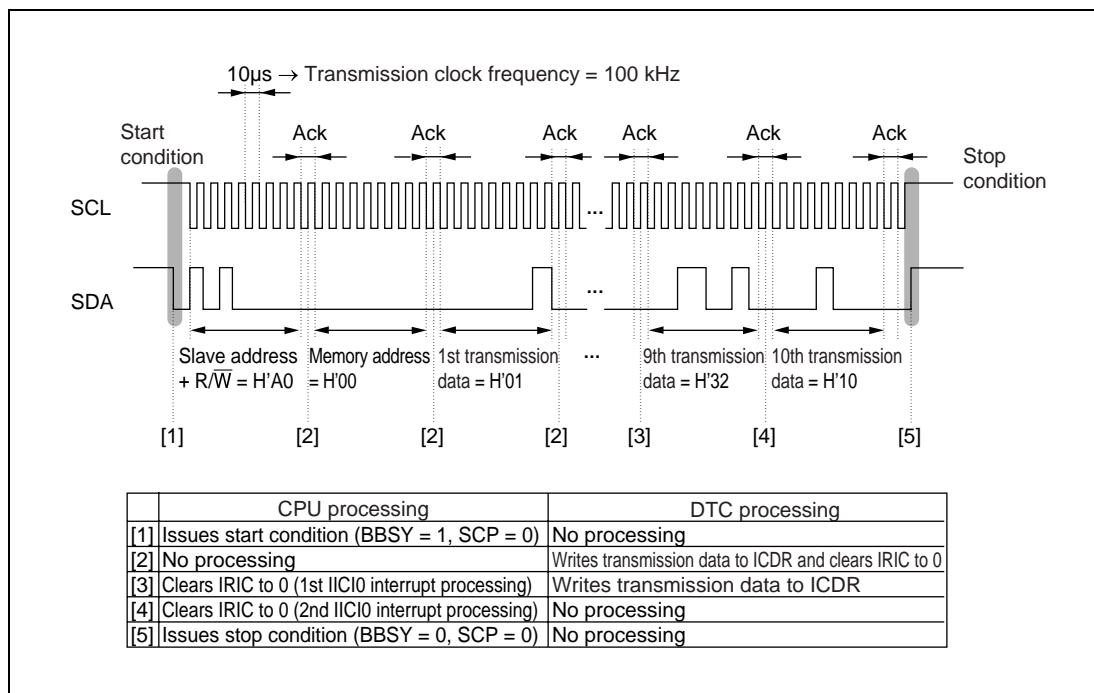 10µs → Transmission clock frequency = 100 kHz
Start condition
Ack
Ack
Ack
Ack
Ack
Ack
Stop condition
SCL
...
SDA
...
Slave address + R/W̅ = H'A0
Memory address = H'00
1st transmission data = H'01
...
9th transmission data = H'32
10th transmission data = H'10
[1]
[2]
[2]
[2]
[3]
[4]
[5]
CPU processing
DTC processing
[1] Issues start condition (BBSY = 1, SCP = 0) No processing
[2] No processing Writes transmission data to ICDR and clears IRIC to 0
[3] Clears IRIC to 0 (1st IICI0 interrupt processing) Writes transmission data to ICDR
[4] Clears IRIC to 0 (2nd IICI0 interrupt processing) No processing
[5] Issues stop condition (BBSY = 0, SCP = 0) No processing